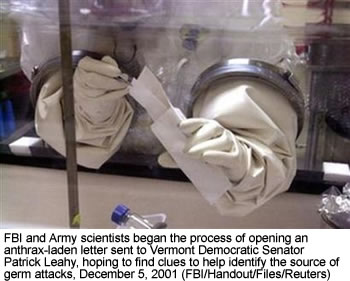 FBI and Army scientists began the process of opening an
anthrax-laden letter sent to Vermont Democratic Senator
Patrick Leahy, hoping to find clues to help identify the source of
germ attacks, December 5, 2001 (FBI/Handout/Files/Reuters)